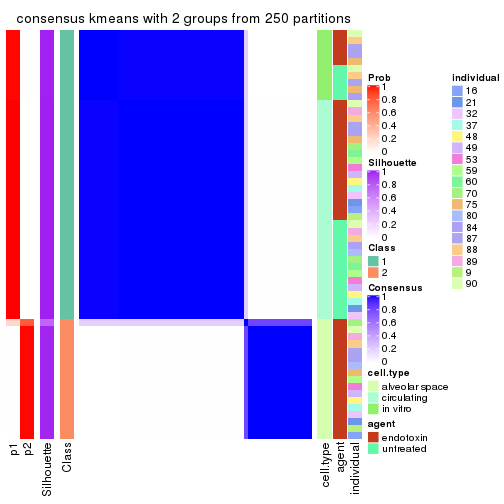 consensus kmeans with 2 groups from 250 partitions
Prob
1
0.8
0.6
0.4
0.2
0
Silhouette
1
0.8
0.6
0.4
0.2
0
Class
1
2
Consensus
1
0.8
0.6
0.4
0.2
0
cell.type
alveolar space
circulating
in vitro
agent
endotoxin
untreated
individual
16
21
32
37
48
49
53
59
60
70
75
80
84
87
88
89
9
90
p1
p2
Silhouette
Class
cell.type
agent
individual